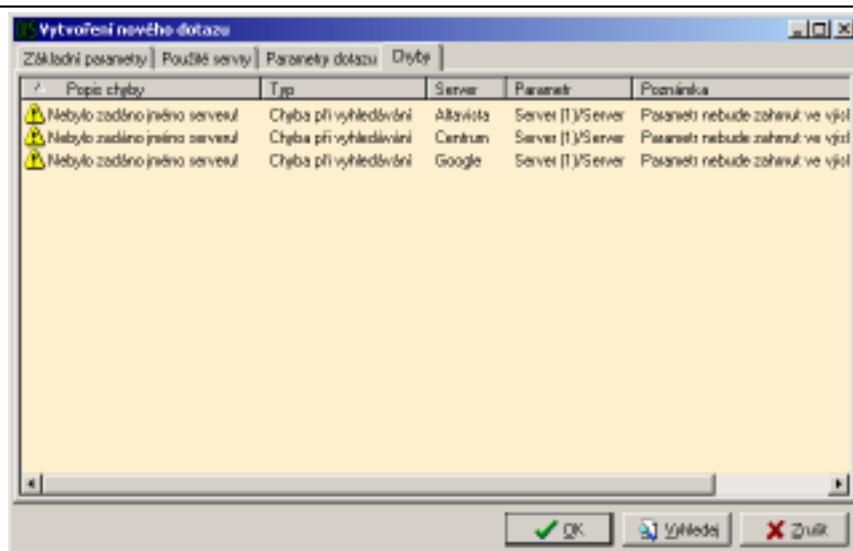 Vytvoření nového dotazu
Základní parametry Použité servry Parametry dotazu Chyby
Popis chyby Typ Server Parametr Poznámka
Nebylo zadáno jméno serveru! Chyba při vyhledávání Altavista Server (1)/Server Parametr nebude zahrnut ve výsl
Nebylo zadáno jméno serveru! Chyba při vyhledávání Centrum Server (1)/Server Parametr nebude zahrnut ve výsl
Nebylo zadáno jméno serveru! Chyba při vyhledávání Google Server (1)/Server Parametr nebude zahrnut ve výsl
OK Vyhledej Zrušit